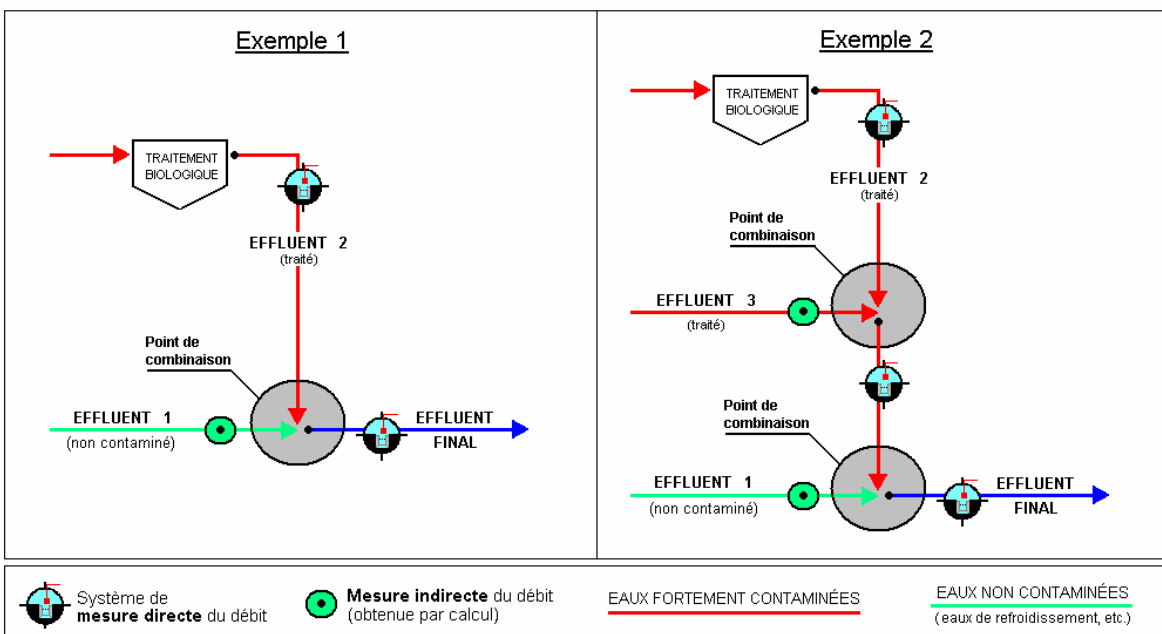 Exemple 1
TRAITEMENT
BIOLOGIQUE
EFFLUENT 2
(traité)
Point de
combinaison
EFFLUENT 1
(non contaminé)
EFFLUENT
FINAL
Exemple 2
TRAITEMENT
BIOLOGIQUE
EFFLUENT 2
(traité)
Point de
combinaison
EFFLUENT 3
(traité)
Point de
combinaison
EFFLUENT 1
(non contaminé)
EFFLUENT
FINAL
Système de
mesure directe du débit
Mesure indirecte du débit
(obtenue par calcul)
EAUX FORTEMENT CONTAMINÉES
EAUX NON CONTAMINÉES
(eaux de refroidissement, etc.)